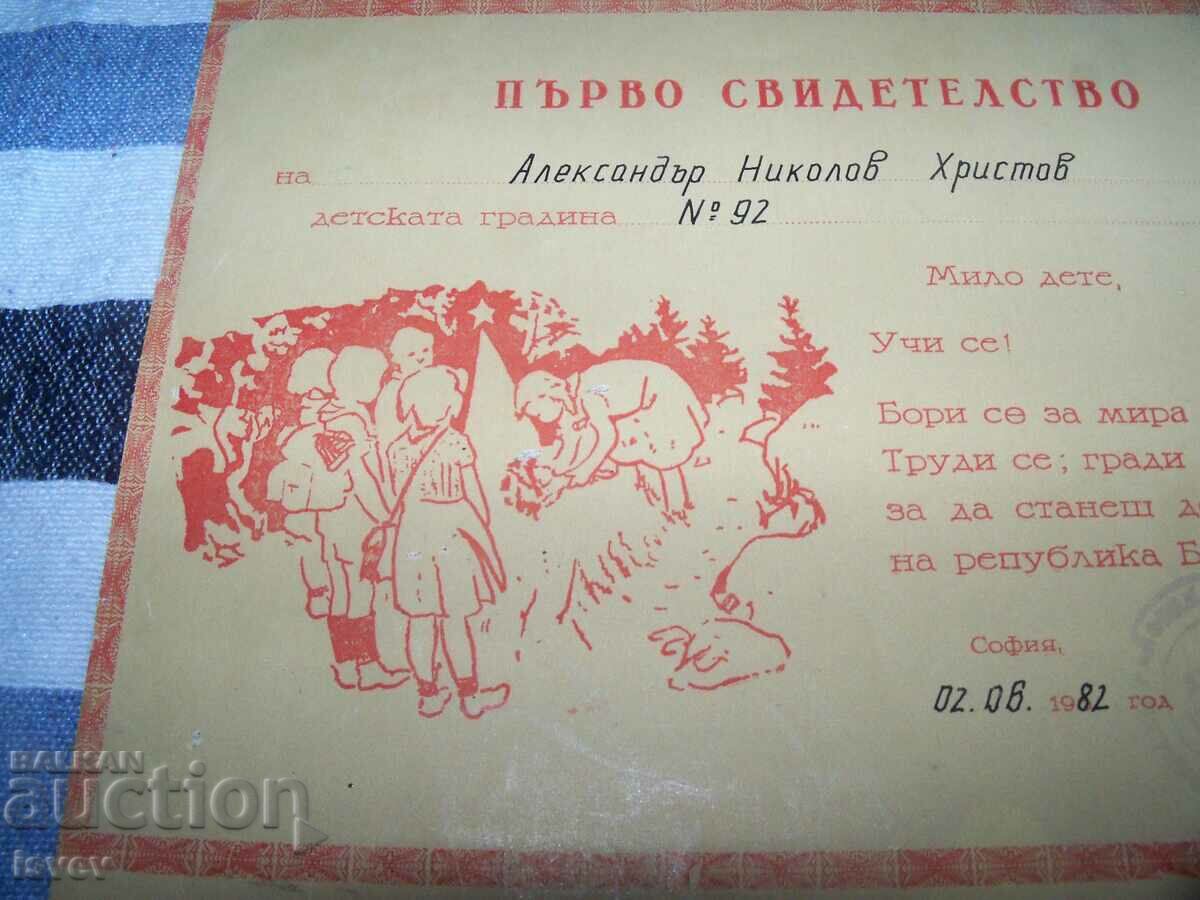 ПЪРВО СВИДЕТЕЛСТВО
на Александър Николов Христов
детската градина № 92
Мило дете,
Учи се!
Бори се за мира
Труди се; гради
за да станеш д
на република Б
София,
02.06. 1982 год
BALKAN
auction
isvev